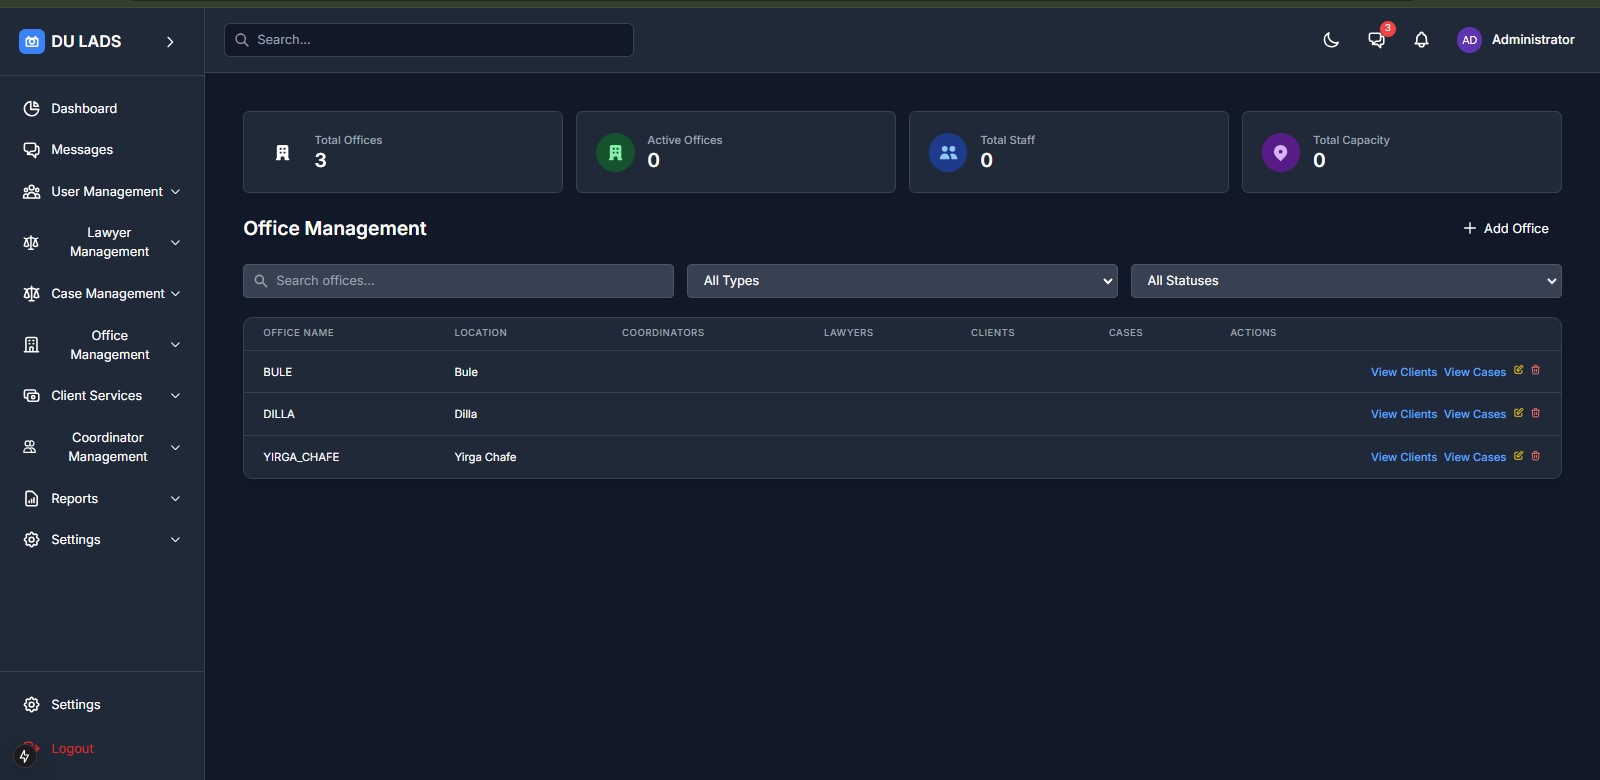 DU LADS
Search...
3
AD
Administrator
Dashboard
Messages
User Management
Lawyer
Management
Case Management
Office
Management
Client Services
Coordinator
Management
Reports
Settings
Settings
Logout
Total Offices
3
Active Offices
0
Total Staff
0
Total Capacity
0
Office Management
Add Office
Search offices...
All Types
All Statuses
OFFICE NAME LOCATION COORDINATORS LAWYERS CLIENTS CASES ACTIONS
BULE Bule View Clients View Cases
DILLA Dilla View Clients View Cases
YIRGA_CHAFE Yirga Chafe View Clients View Cases